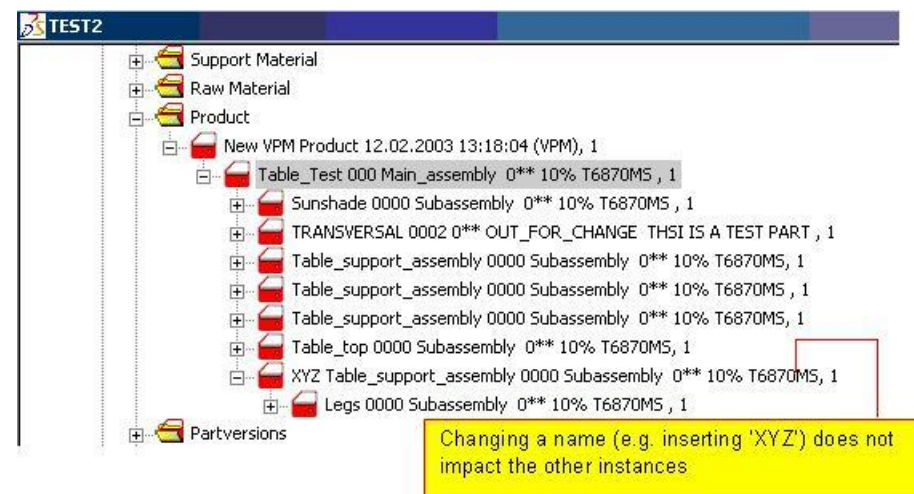 TEST2
Support Material
Raw Material
Product
New VPM Product 12.02.2003 13:18:04 (VPM), 1
Table_Test 000 Main_assembly 0** 10% T6870MS , 1
Sunshade 0000 Subassembly 0** 10% T6870MS , 1
TRANSVERSAL 0002 0** OUT_FOR_CHANGE THSI IS A TEST PART , 1
Table_support_assembly 0000 Subassembly 0** 10% T6870MS, 1
Table_support_assembly 0000 Subassembly 0** 10% T6870MS , 1
Table_support_assembly 0000 Subassembly 0** 10% T6870MS, 1
Table_top 0000 Subassembly 0** 10% T6870MS, 1
XYZ Table_support_assembly 0000 Subassembly 0** 10% T6870MS, 1
Legs 0000 Subassembly 0** 10% T6870MS , 1
Partversions
Changing a name (e.g. inserting 'XYZ') does not
impact the other instances